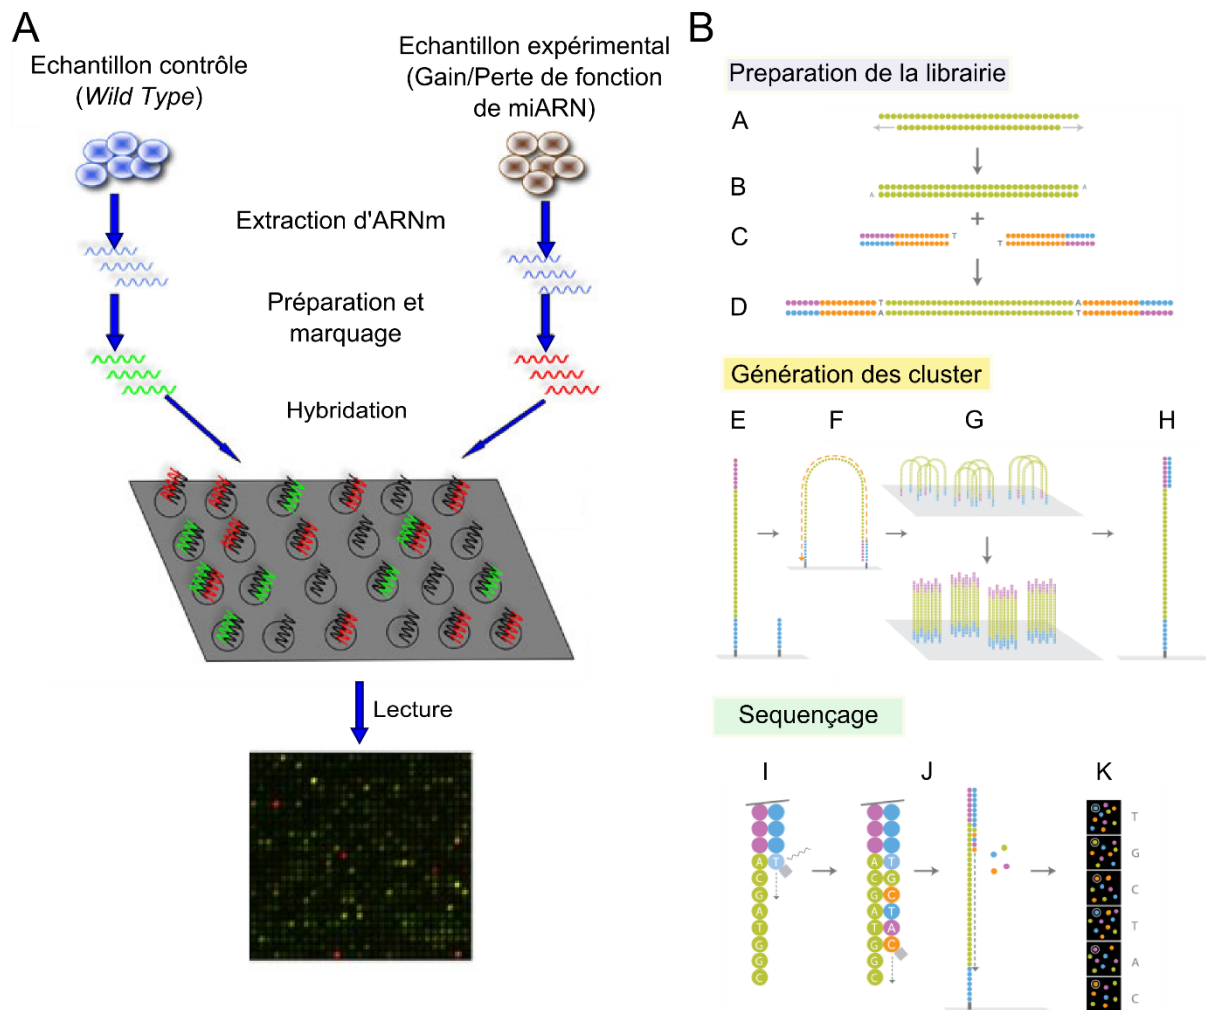 A
Echantillon contrôle
(Wild Type)
Echantillon expérimental
(Gain/Perte de fonction
de miARN)
Extraction d'ARNm
Préparation et
marquage
Hybridation
Lecture
B
Preparation de la librairie
A
B
A
A
C
T
T
D
T
A
A
T
Génération des cluster
E
F
G
H
Sequençage
I
J
K
A
T
C
G
A
T
G
G
C
A
T
C
G
G
C
A
T
T
A
G
C
G
C
T
G
C
T
A
C